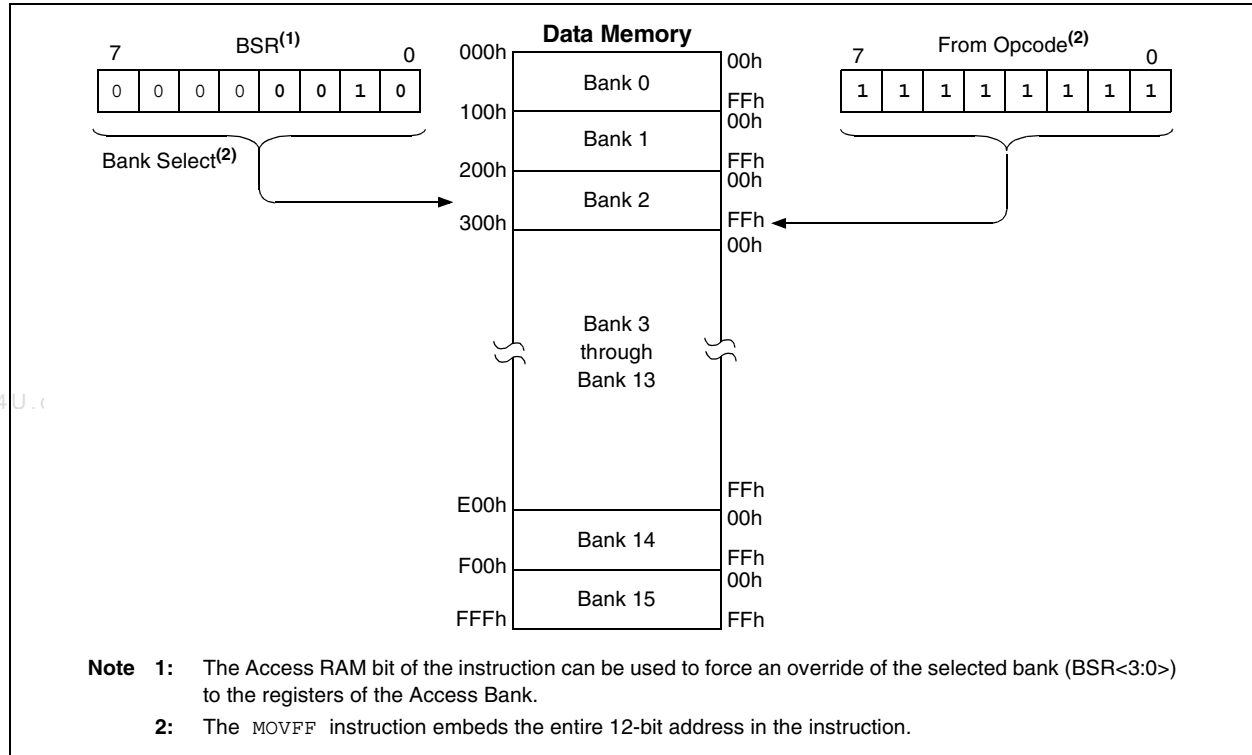 Data Memory
7 BSR(1) 0
0 0 0 0 0 0 1 0
Bank Select(2)
000h
100h
200h
300h
E00h
F00h
FFFh
Bank 0
Bank 1
Bank 2
Bank 3
through
Bank 13
Bank 14
Bank 15
00h
FFh
00h
FFh
00h
FFh
00h
FFh
00h
FFh
00h
FFh
7 From Opcode(2) 0
1 1 1 1 1 1 1 1
4U.c
Note 1: The Access RAM bit of the instruction can be used to force an override of the selected bank (BSR<3:0>)
to the registers of the Access Bank.
2: The MOVFF instruction embeds the entire 12-bit address in the instruction.